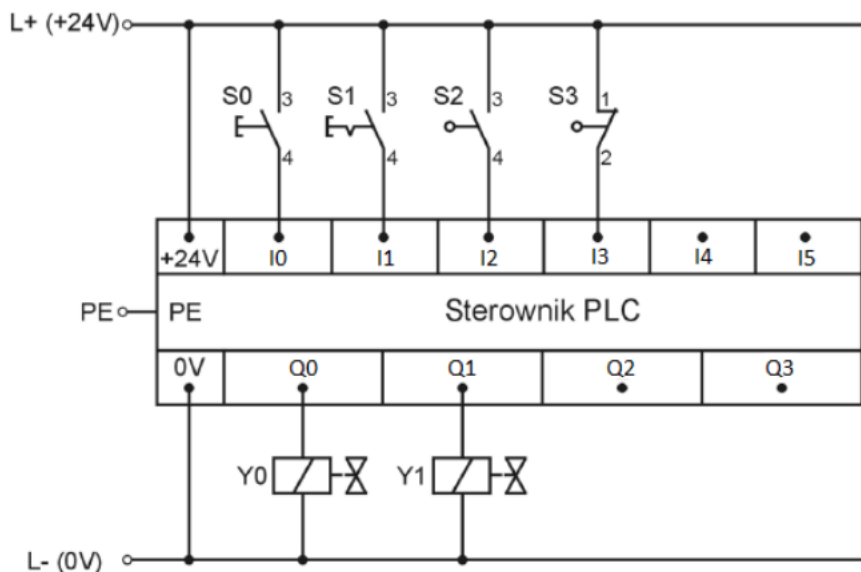 L+ (+24V)
S0 3 S1 3 S2 3 S3 1
4 4 4 2
+24V I0 I1 I2 I3 I4 I5
PE PE Sterownik PLC
0V Q0 Q1 Q2 Q3
Y0 Y1
L- (0V)